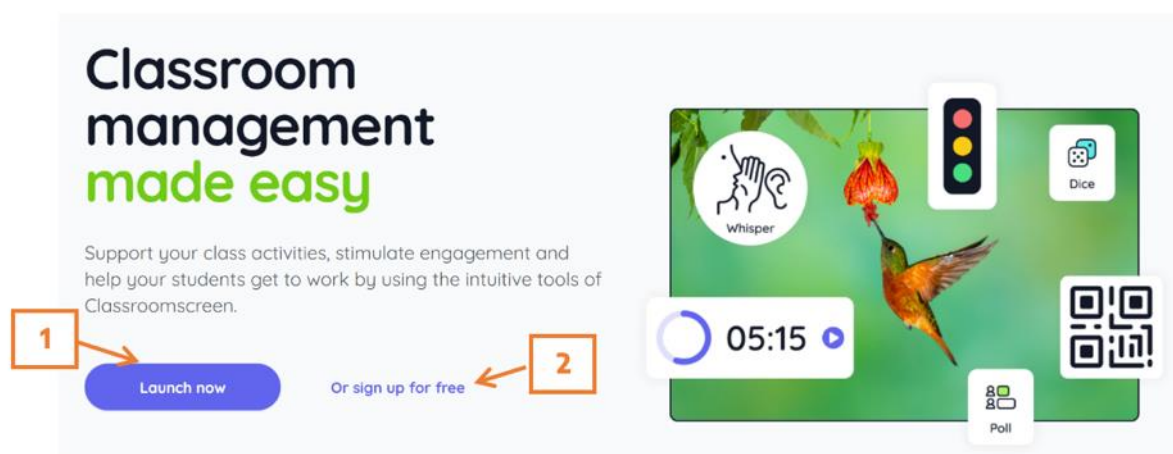 Classroom
management
made easy
Support your class activities, stimulate engagement and
help your students get to work by using the intuitive tools of
Classroomscreen.
1
Launch now
Or sign up for free
2
Whisper
Dice
05:15
Poll